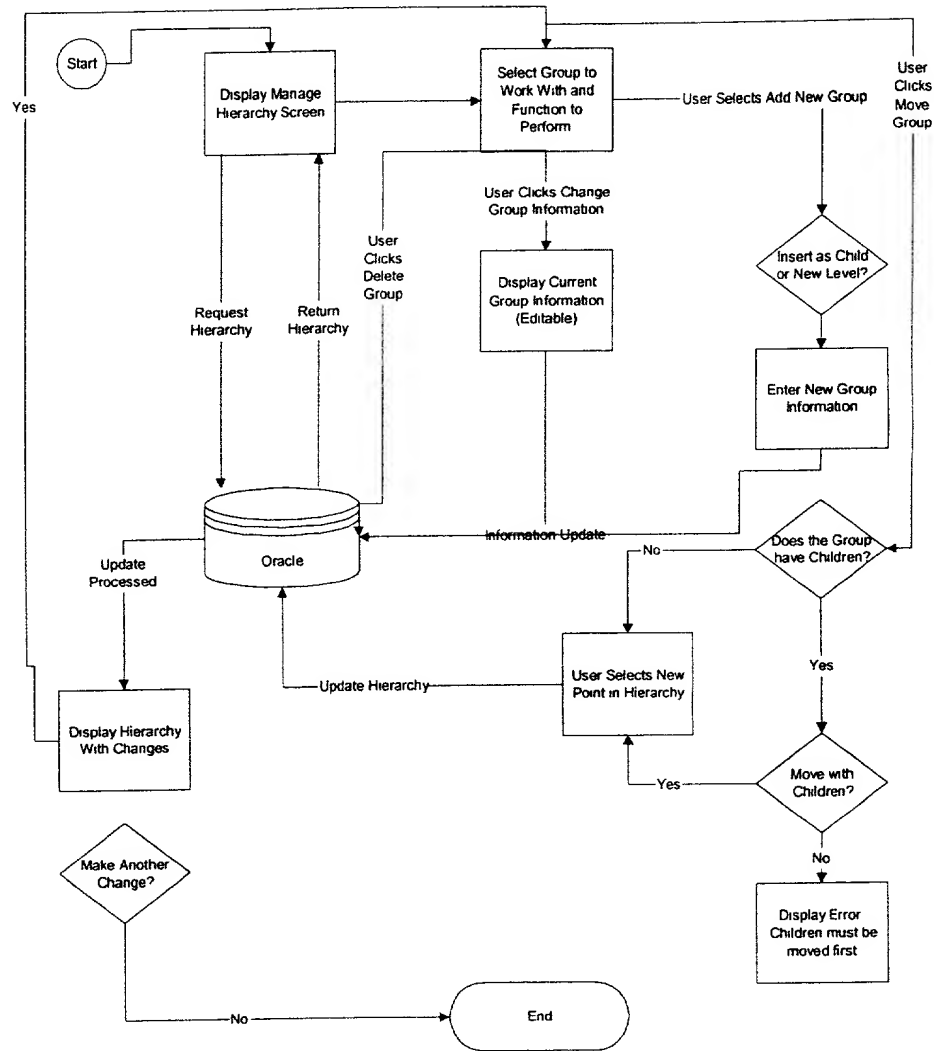 Start
Yes
Display Manage
Hierarchy Screen
Select Group to
Work With and
Function to
Perform
User Selects Add New Group
User
Clicks
Move
Group
User Clicks Change
Group Information
User
Clicks
Delete
Group
Insert as Child
or New Level?
Display Current
Group Information
(Editable)
Request
Hierarchy
Return
Hierarchy
Enter New Group
Information
Oracle
Information Update
Does the Group
have Children?
No
Update
Processed
Yes
User Selects New
Point in Hierarchy
Update Hierarchy
Display Hierarchy
With Changes
Move with
Children?
Yes
No
Make Another
Change?
Display Error
Children must be
moved first
No
End